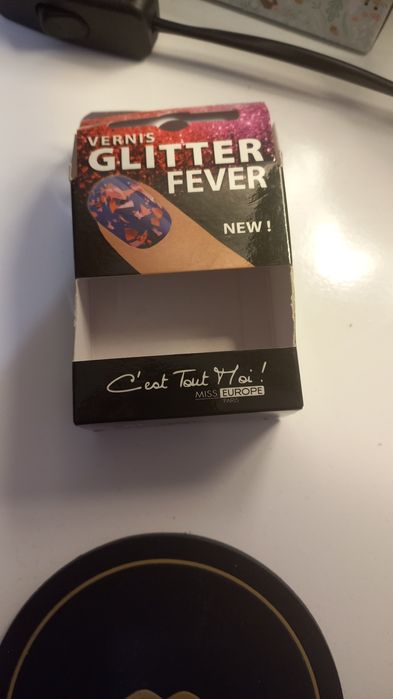 VERNIS
GLITTER
FEVER
NEW !
C'est Tout Moi !
MISS EUROPE
PARIS